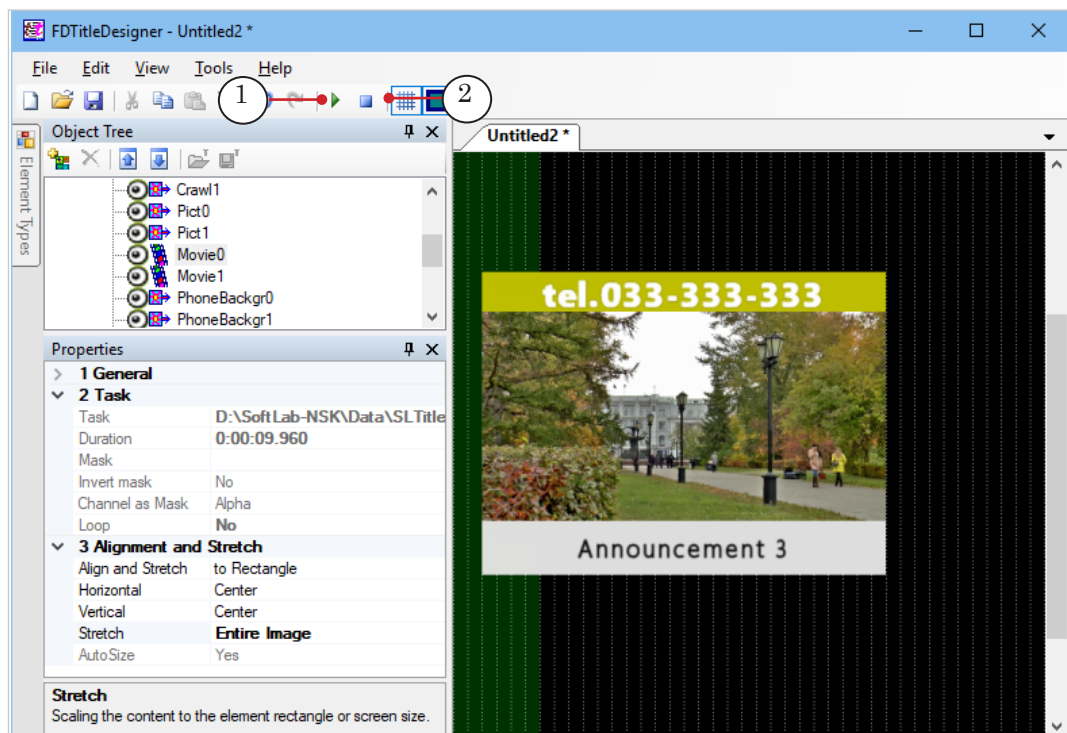 FDTitleDesigner - Untitled2 *
File Edit View Tools Help
1
2
Element Types
Object Tree
Crawl1
Pict0
Pict1
Movie0
Movie1
PhoneBackgr0
PhoneBackgr1
Properties
1 General
2 Task
Task D:\SoftLab-NSK\Data\SLTitle
Duration 0:00:09.960
Mask
Invert mask No
Channel as Mask Alpha
Loop No
3 Alignment and Stretch
Align and Stretch to Rectangle
Horizontal Center
Vertical Center
Stretch Entire Image
AutoSize Yes
Stretch
Scaling the content to the element rectangle or screen size.
Untitled2 *
tel.033-333-333
Announcement 3